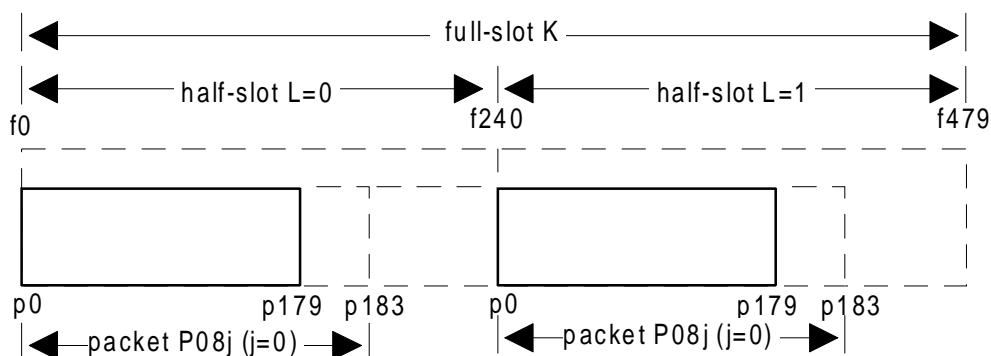 full-slot K
half-slot L=0 half-slot L=1
f0 f240 f479
p0 p179 p183 p0 p179 p183
packet P08j (j=0) packet P08j (j=0)